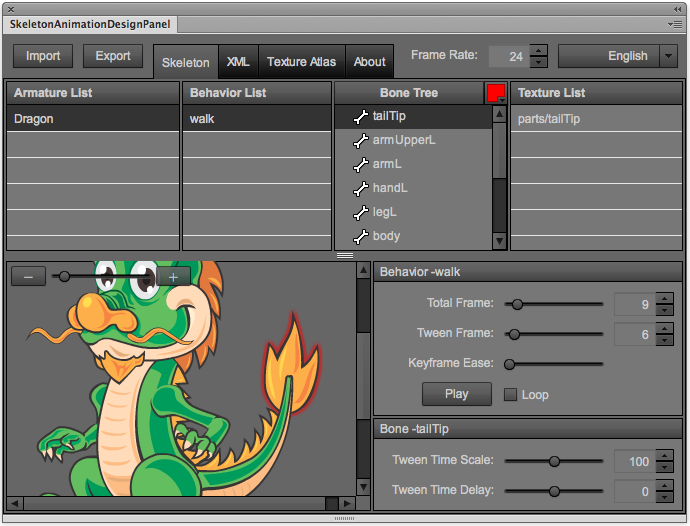 SkeletonAnimationDesignPanel
Import Export Skeleton XML Texture Atlas About Frame Rate: 24 English
Armature List Behavior List Bone Tree Texture List
Dragon walk tailTip parts/tailTip
armUpperL
armL
handL
legL
body
Behavior -walk
Total Frame: 9
Tween Frame: 6
Keyframe Ease:
Play Loop
Bone -tailTip
Tween Time Scale: 100
Tween Time Delay: 0